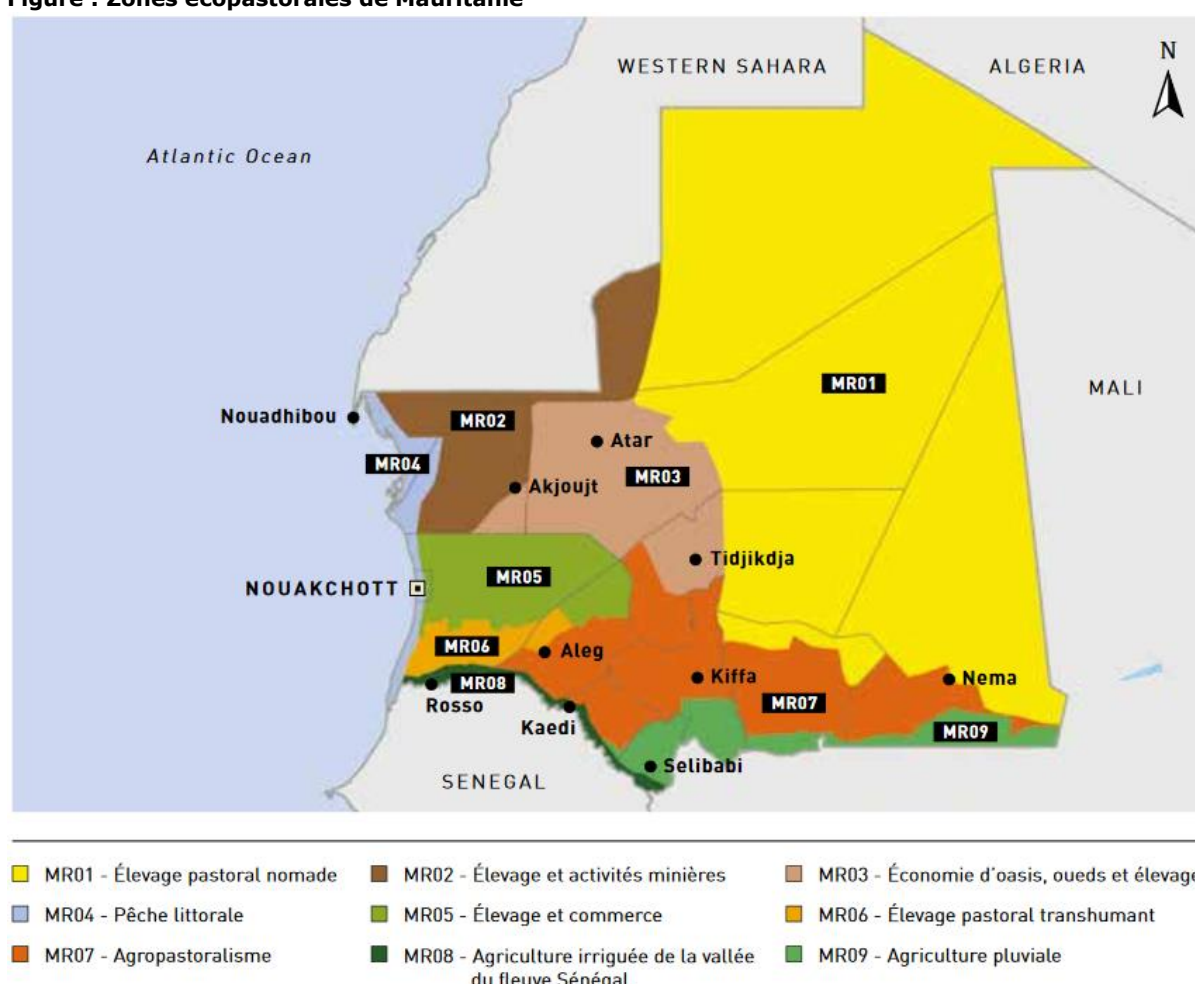 Figure : Zones écopastorales de Mauritanie
WESTERN SAHARA
ALGERIA
N
Atlantic Ocean
MR01
MALI
Nouadhibou
MR02
Atar
MR04
MR03
Akjoujt
Tidjikdja
NOUAKCHOTT
MR05
MR06
Aleg
Kiffa
Nema
MR08
Rosso
MR07
Kaedi
MR09
Selibabi
SENEGAL
MR01 - Élevage pastoral nomade
MR02 - Élevage et activités minières
MR03 - Économie d'oasis, oueds et élevage
MR04 - Pêche littorale
MR05 - Élevage et commerce
MR06 - Élevage pastoral transhumant
MR07 - Agropastoralisme
MR08 - Agriculture irriguée de la vallée
du fleuve Sénégal
MR09 - Agriculture pluviale